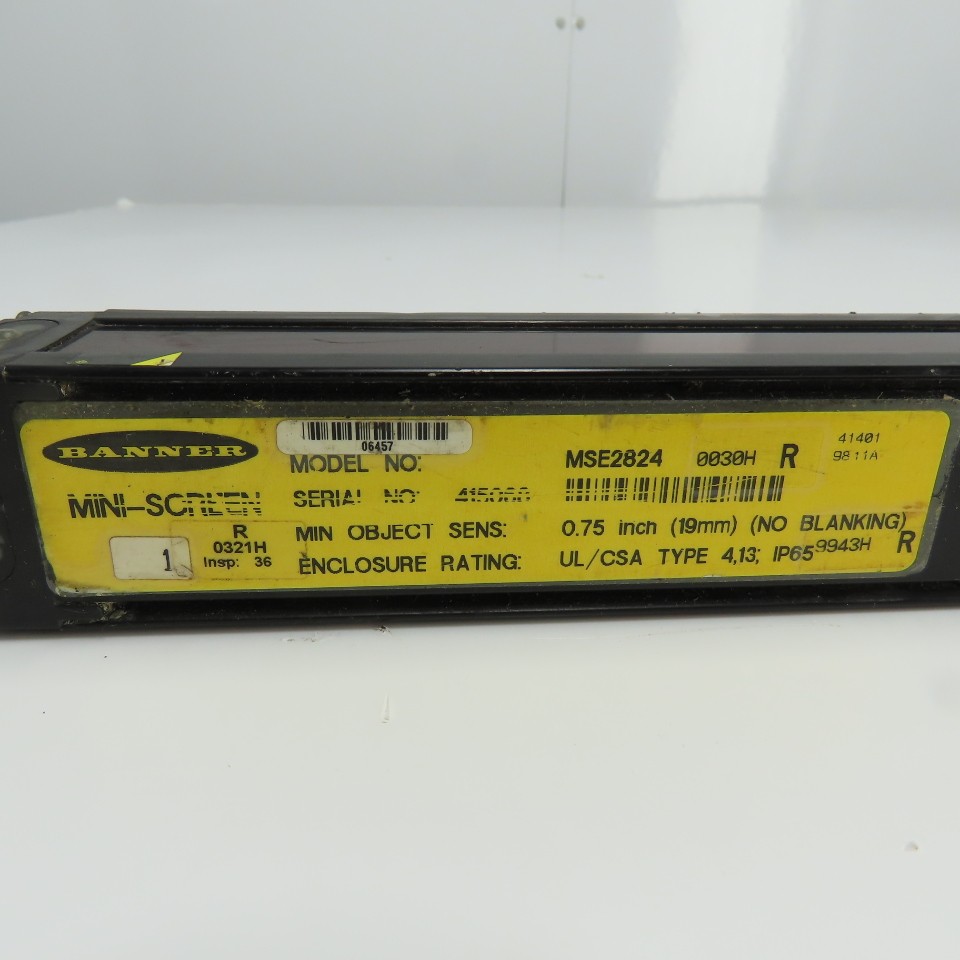 BANNER
MINI-SCREEN
06457
MODEL NO: MSE2824 0030H R
41401
9811A
SERIAL NO:
MIN OBJECT SENS: 0.75 inch (19mm) (NO BLANKING)
ENCLOSURE RATING: UL/CSA TYPE 4,13; IP65
9943H R
R
0321H
Insp: 36
1